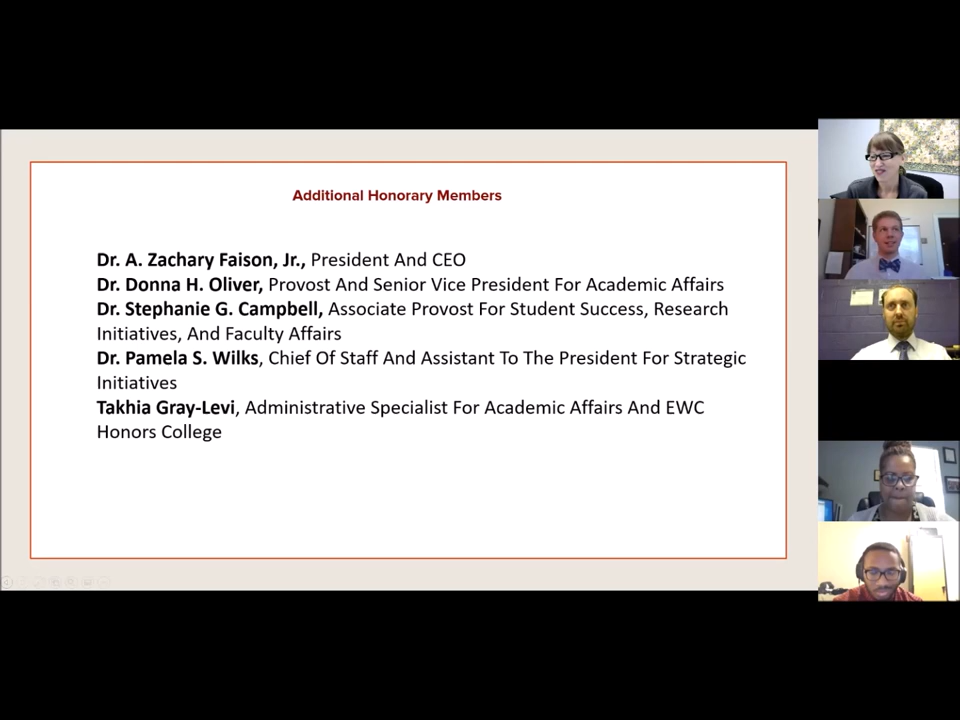 Additional Honorary Members
Dr. A. Zachary Faison, Jr., President And CEO
Dr. Donna H. Oliver, Provost And Senior Vice President For Academic Affairs
Dr. Stephanie G. Campbell, Associate Provost For Student Success, Research
Initiatives, And Faculty Affairs
Dr. Pamela S. Wilks, Chief Of Staff And Assistant To The President For Strategic
Initiatives
Takhia Gray-Levi, Administrative Specialist For Academic Affairs And EWC
Honors College